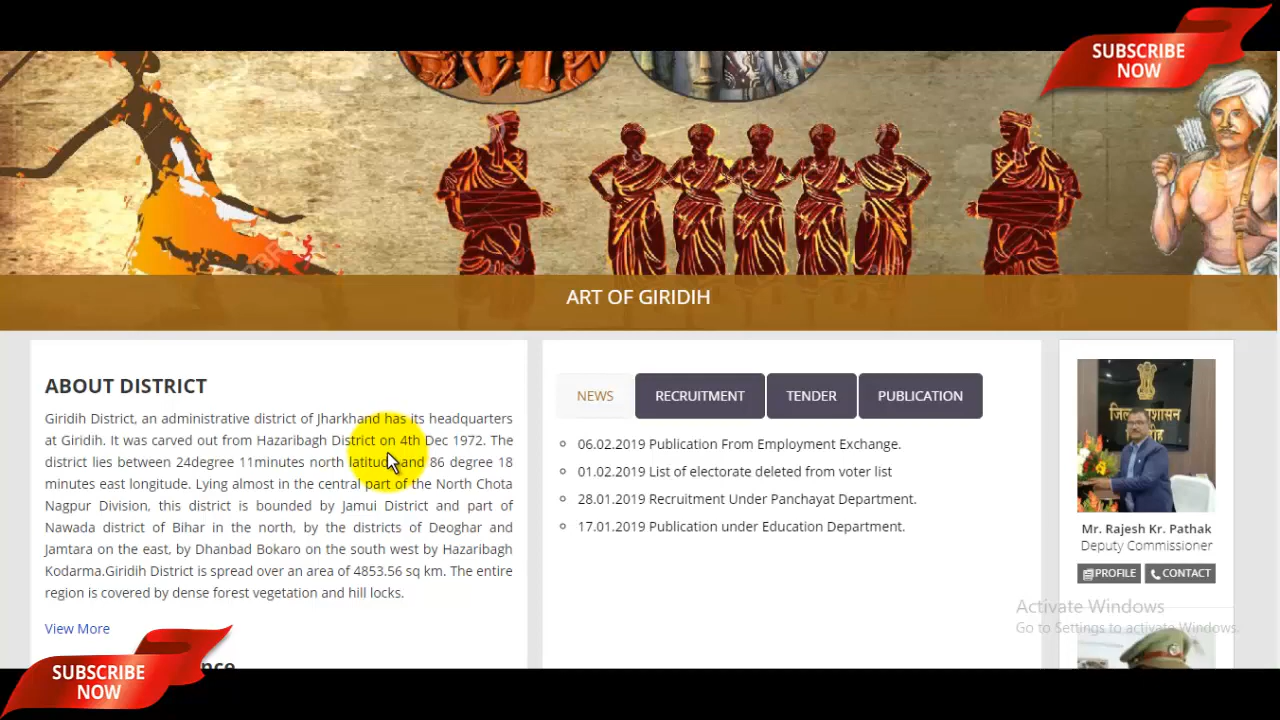 SUBSCRIBE
NOW
ART OF GIRIDIH
ABOUT DISTRICT
Giridih District, an administrative district of Jharkhand has its headquarters
at Giridih. It was carved out from Hazaribagh District on 4th Dec 1972. The
district lies between 24degree 11minutes north latitude and 86 degree 18
minutes east longitude. Lying almost in the central part of the North Chota
Nagpur Division, this district is bounded by Jamui District and part of
Nawada district of Bihar in the north, by the districts of Deoghar and
Jamtara on the east, by Dhanbad Bokaro on the south west by Hazaribagh
Kodarma.Giridih District is spread over an area of 4853.56 sq km. The entire
region is covered by dense forest vegetation and hill locks.
View More
NEWS
RECRUITMENT
TENDER
PUBLICATION
06.02.2019 Publication From Employment Exchange.
01.02.2019 List of electorate deleted from voter list
28.01.2019 Recruitment Under Panchayat Department.
17.01.2019 Publication under Education Department.
Mr. Rajesh Kr. Pathak
Deputy Commissioner
PROFILE
CONTACT
Activate Windows
Go to Settings to activate Windows.
SUBSCRIBE
NOW